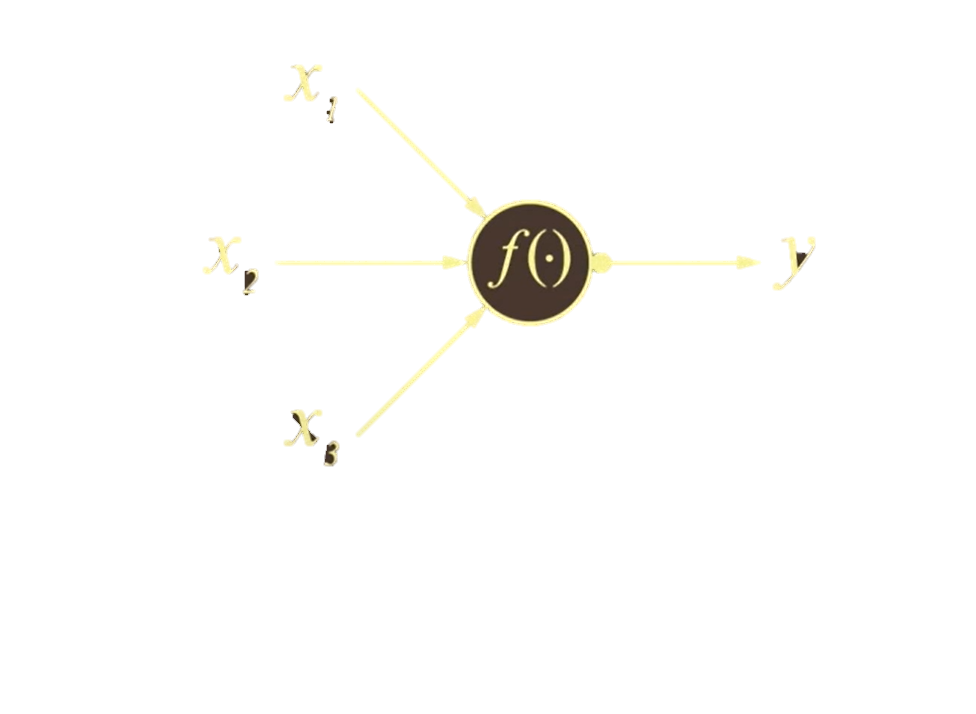 x₁
x₂
f(·)
y
x₃